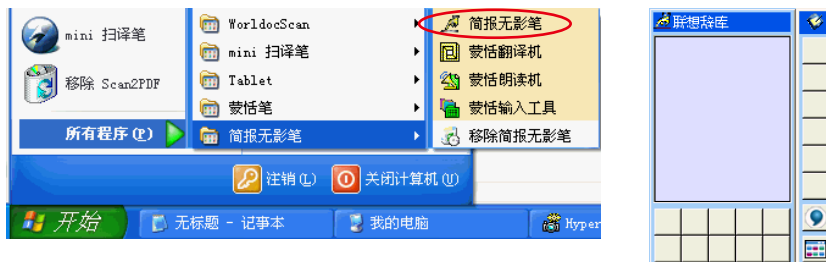 mini 扫译笔
移除 Scan2PDF
所有程序(P)
WorldocScan
mini 扫译笔
Tablet
蒙恬笔
简报无影笔
简报无影笔
蒙恬翻译机
蒙恬朗读机
蒙恬输入工具
移除简报无影笔
注销(L)
关闭计算机(U)
开始
无标题 - 记事本
我的电脑
Hyper
联想辞库